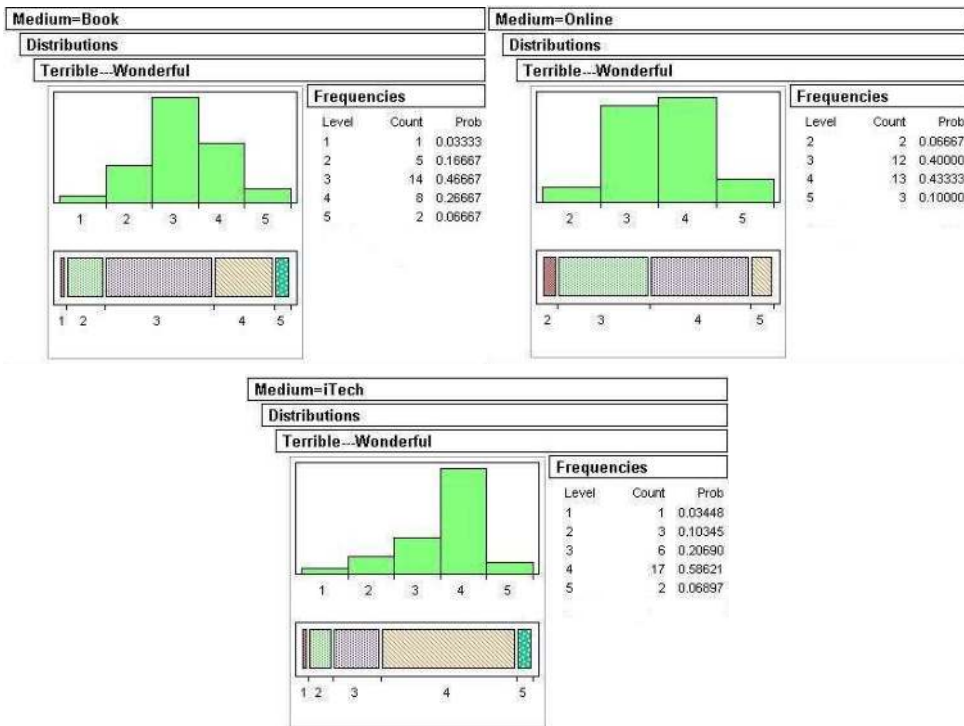 Medium=Book
Distributions
Terrible---Wonderful
Frequencies
Level Count Prob
1 1 0.03333
2 5 0.16667
3 14 0.46667
4 8 0.26667
5 2 0.06667
1 2 3 4 5
1 2 3 4 5
Medium=Online
Distributions
Terrible---Wonderful
Frequencies
Level Count Prob
2 2 0.06667
3 12 0.40000
4 13 0.43333
5 3 0.10000
2 3 4 5
2 3 4 5
Medium=iTech
Distributions
Terrible---Wonderful
Frequencies
Level Count Prob
1 1 0.03448
2 3 0.10345
3 6 0.20690
4 17 0.58621
5 2 0.06897
1 2 3 4 5
1 2 3 4 5